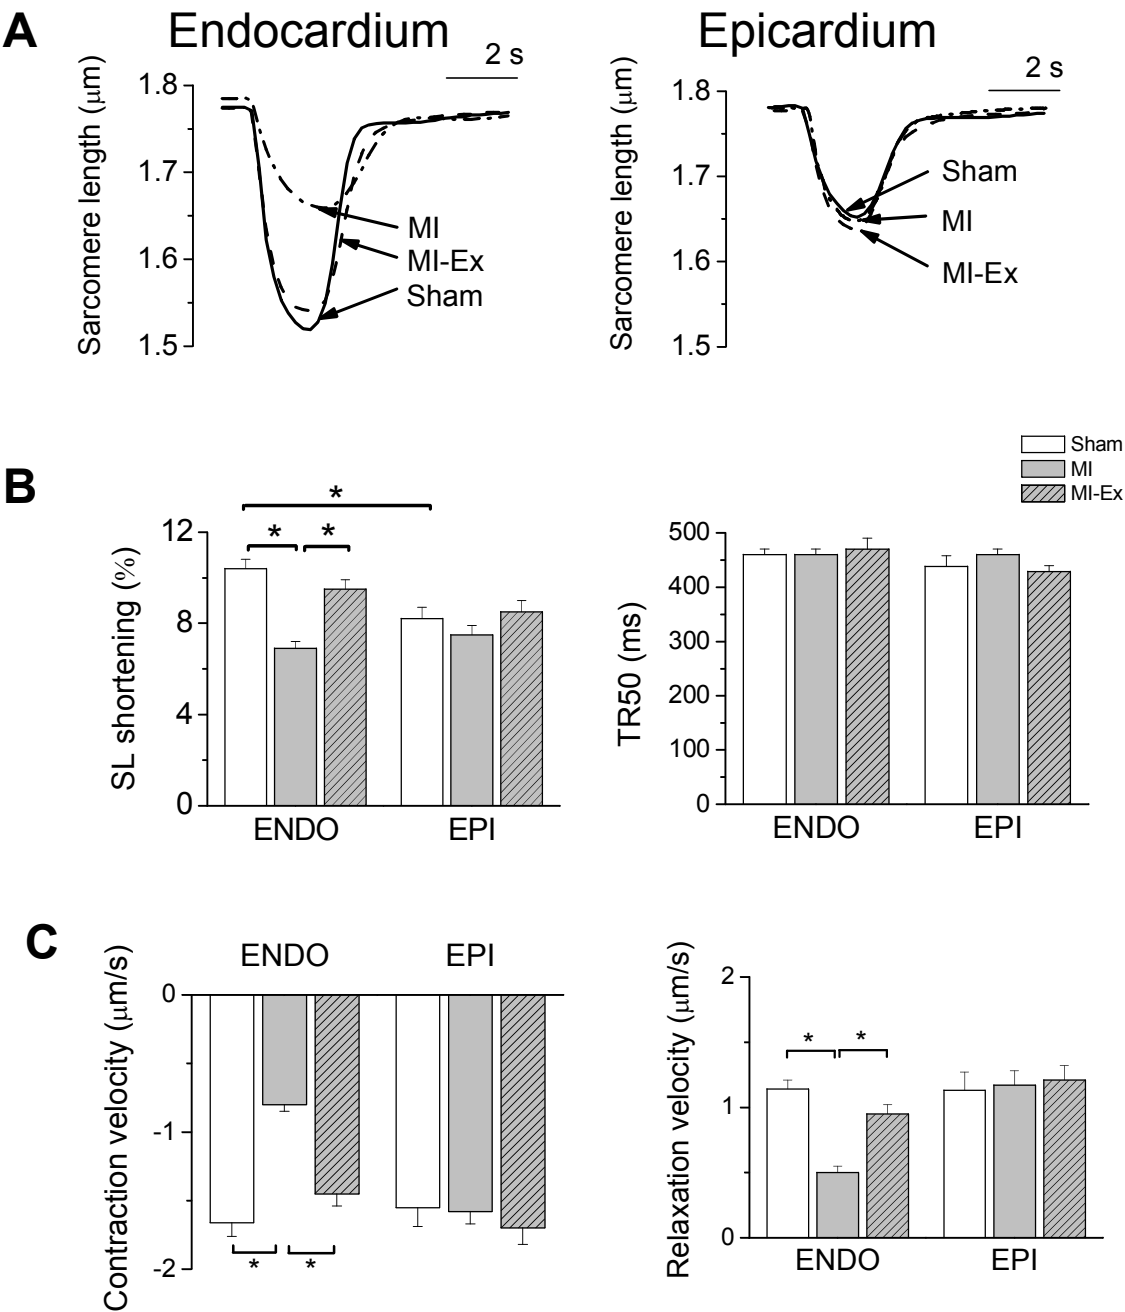 A
Endocardium
Epicardium
2 s
2 s
Sarcomere length (μm)
1.8
1.7
1.6
1.5
MI
MI-Ex
Sham
Sarcomere length (μm)
1.8
1.7
1.6
1.5
Sham
MI
MI-Ex
B
Sham
MI
MI-Ex
SL shortening (%)
12
8
4
0
*
* *
ENDO EPI
TR50 (ms)
500
400
300
200
100
0
ENDO EPI
C
Contraction velocity (μm/s)
ENDO EPI
0
-1
-2
* *
Relaxation velocity (μm/s)
2
1
0
* *
ENDO EPI